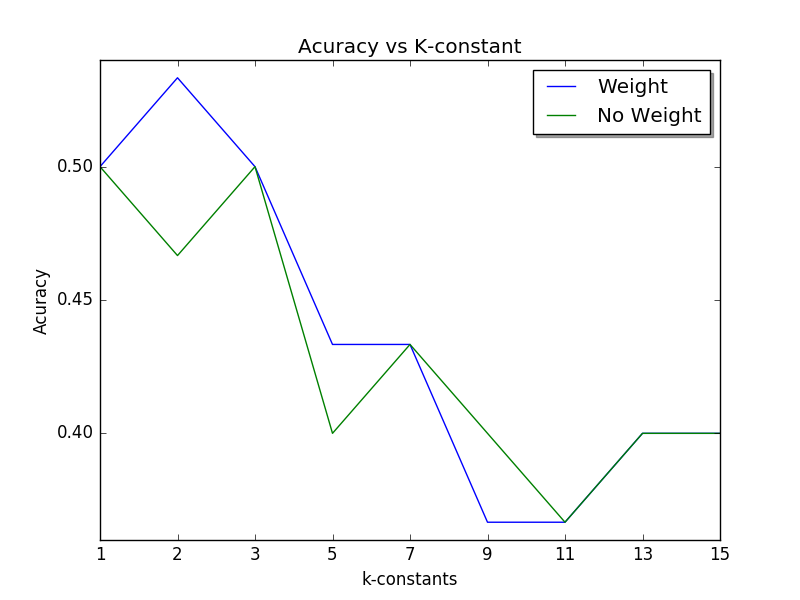 Acuracy vs K-constant
Weight
No Weight
0.50
0.45
0.40
Acuracy
1 2 3 5 7 9 11 13 15
k-constants